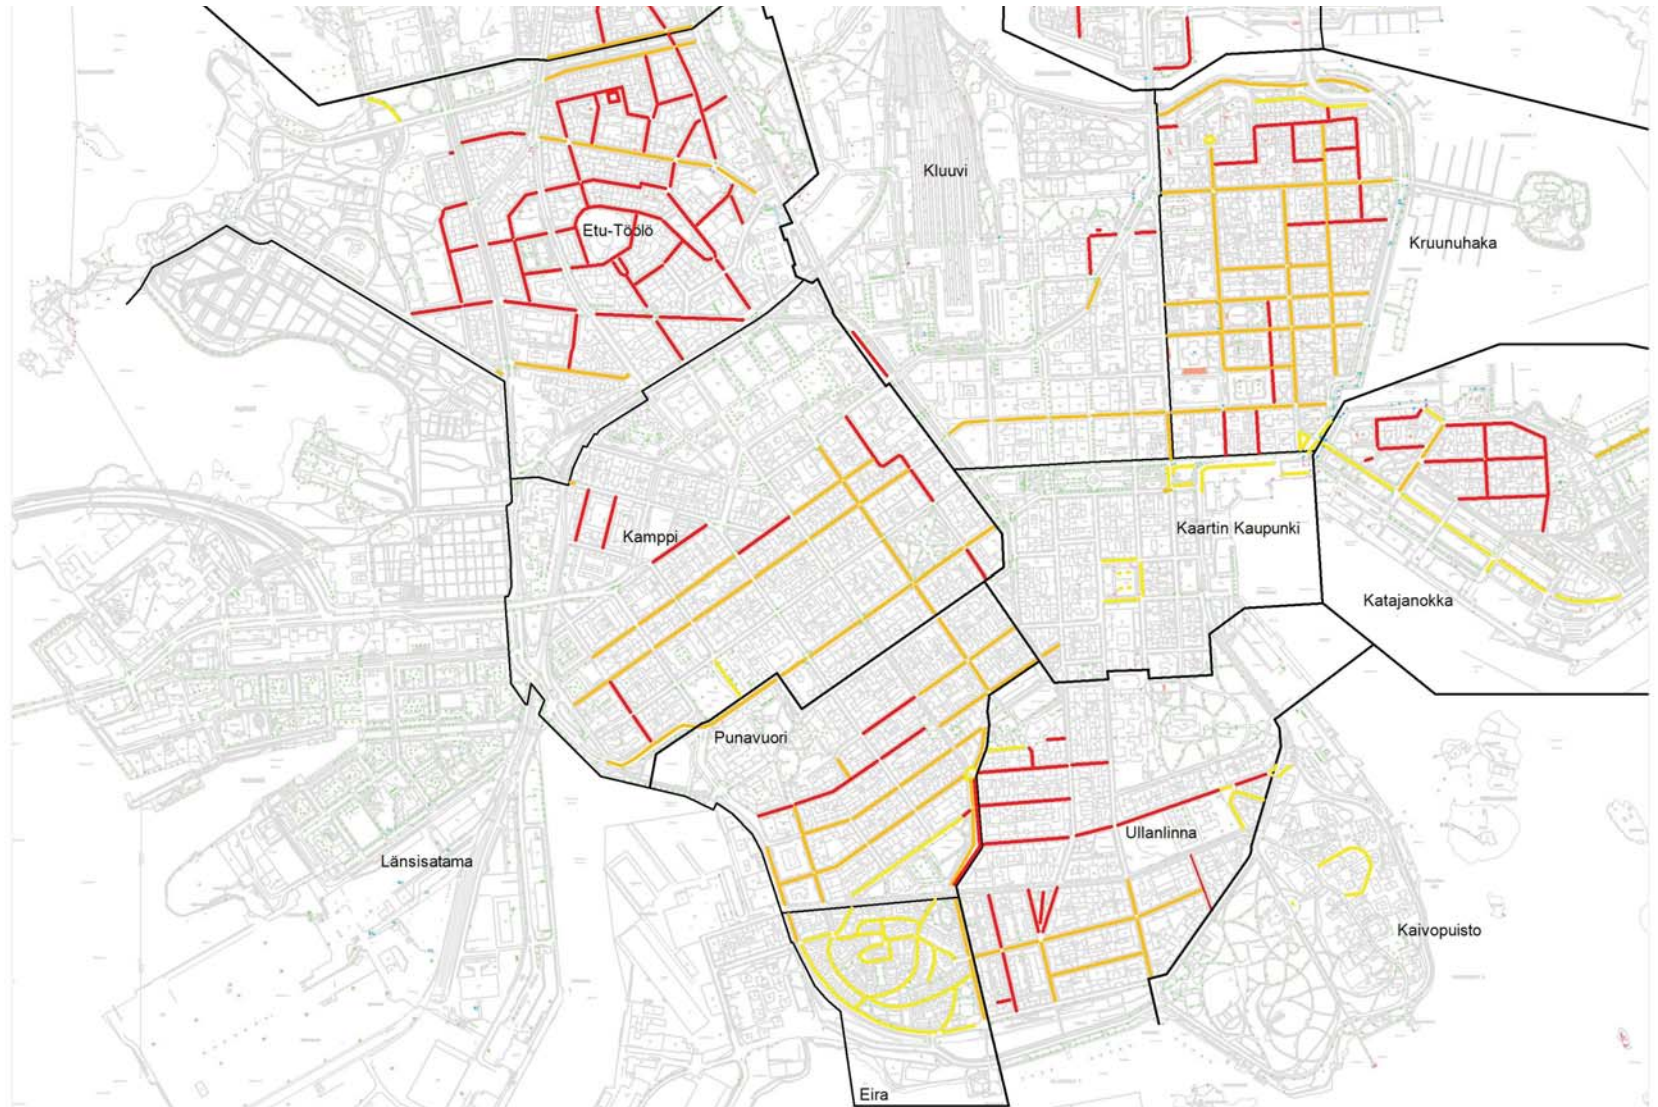 Kluuvi
Etu-Töölö
Kruunuhaka
Kamppi
Kaartin Kaupunki
Katajanokka
Punavuori
Ullanlinna
Länsisatama
Kaivopuisto
Eira